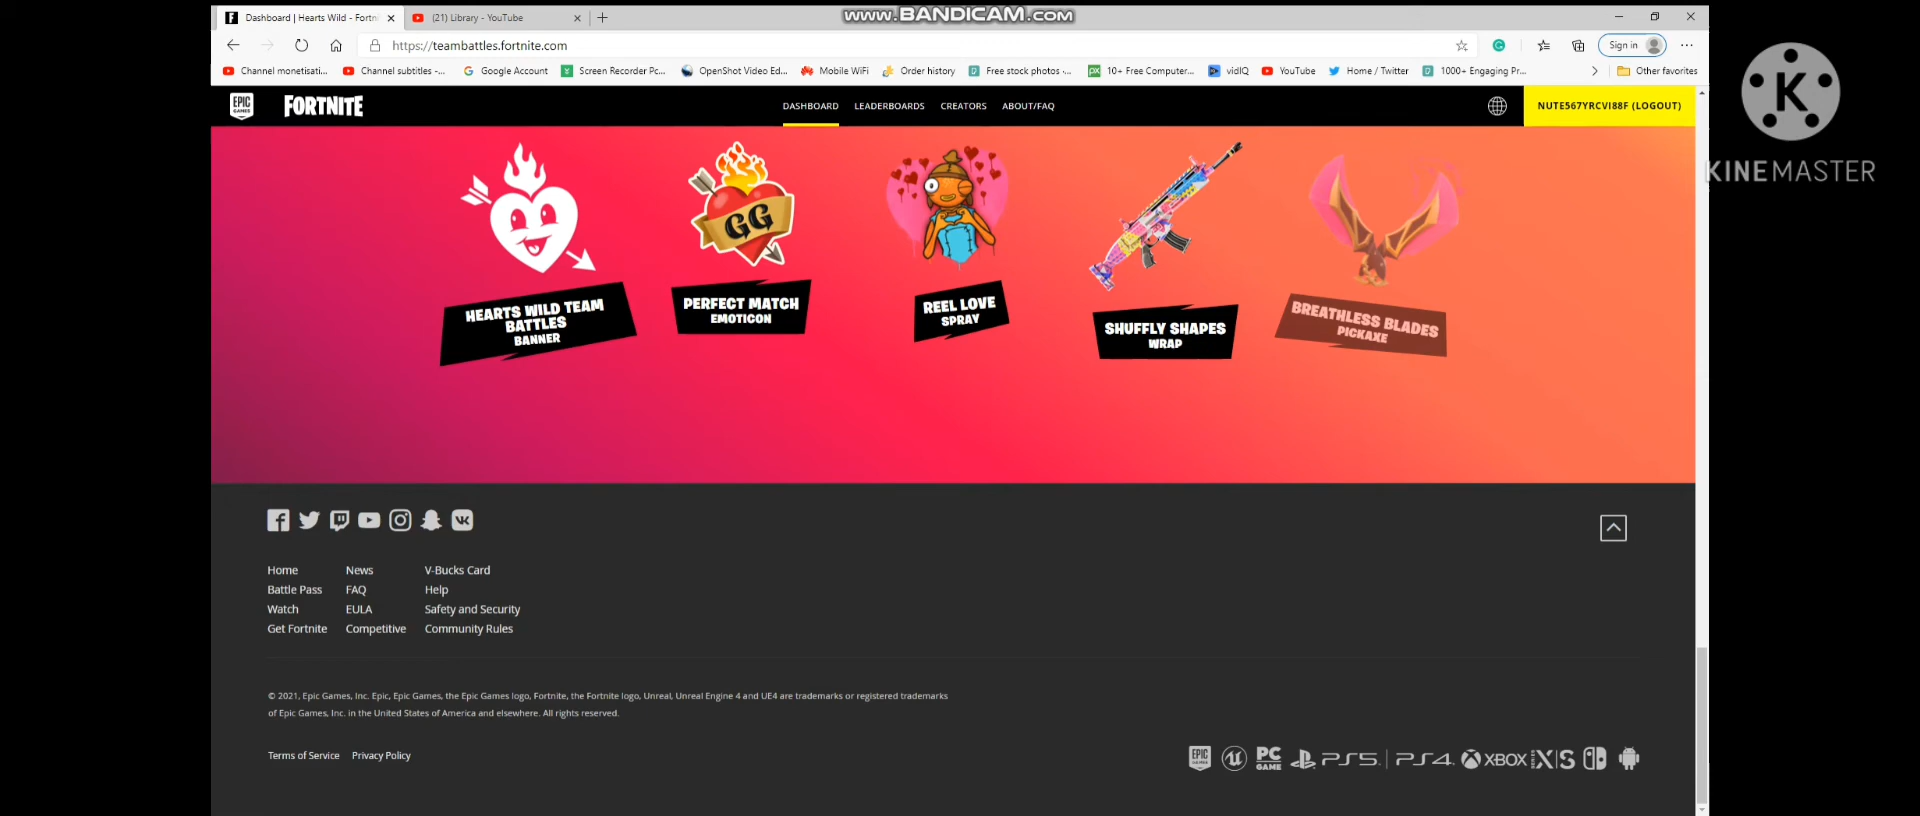 www.BANDICAM.com
Dashboard | Hearts Wild - Fortni
(21) Library - YouTube
https://teambattles.fortnite.com
Sign in
Channel monetisati...
Channel subtitles -...
Google Account
Screen Recorder Pc...
OpenShot Video Ed...
Mobile WiFi
Order history
Free stock photos -...
10+ Free Computer...
vidIQ
YouTube
Home / Twitter
1000+ Engaging Pr...
Other favorites
KINEMASTER
EPIC GAMES
FORTNITE
DASHBOARD
LEADERBOARDS
CREATORS
ABOUT/FAQ
NUTE567YRCVI88F (LOGOUT)
GG
HEARTS WILD TEAM
BATTLES
BANNER
PERFECT MATCH
EMOTICON
REEL LOVE
SPRAY
SHUFFLY SHAPES
WRAP
BREATHLESS BLADES
PICKAXE
Home News V-Bucks Card
Battle Pass FAQ Help
Watch EULA Safety and Security
Get Fortnite Competitive Community Rules
© 2021, Epic Games, Inc. Epic, Epic Games, the Epic Games logo, Fortnite, the Fortnite logo, Unreal, Unreal Engine 4 and UE4 are trademarks or registered trademarks
of Epic Games, Inc. in the United States of America and elsewhere. All rights reserved.
Terms of Service Privacy Policy
EPIC GAMES PC GAME PS5 PS4 XBOX SERIES X|S